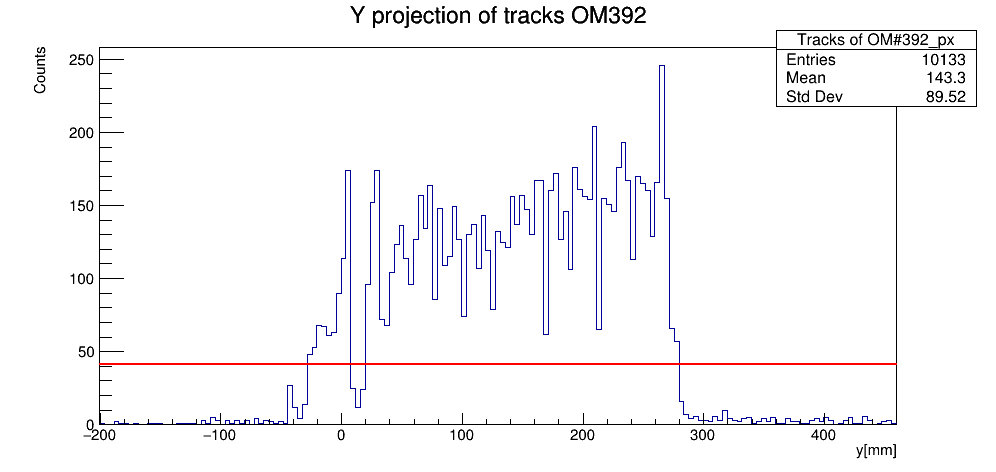 Y projection of tracks OM392
Tracks of OM#392_px
Entries 10133
Mean 143.3
Std Dev 89.52
Counts
250
200
150
100
50
0
−200 −100 0 100 200 300 400
y[mm]